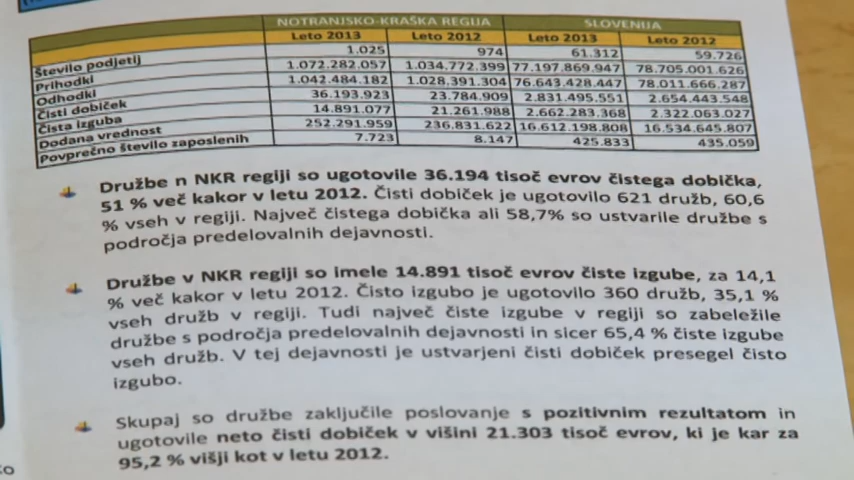 NOTRANJSKO-KRAŠKA REGIJA SLOVENIJA
Leto 2013 Leto 2012 Leto 2013 Leto 2012
Število podjetij 1.025 974 61.312 59.726
Prihodki 1.072.282.057 1.034.772.399 77.197.869.947 78.705.001.626
Odhodki 1.042.484.182 1.028.391.304 76.643.428.447 78.011.666.287
Čisti dobiček 36.193.923 23.784.909 2.831.495.551 2.654.443.548
Čista izguba 14.891.077 21.261.988 2.662.283.368 2.322.063.027
Dodana vrednost 252.291.959 236.831.622 16.612.198.808 16.534.645.807
Povprečno število zaposlenih 7.723 8.147 425.833 435.059
Družbe n NKR regiji so ugotovile 36.194 tisoč evrov čistega dobička,
51 % več kakor v letu 2012. Čisti dobiček je ugotovilo 621 družb, 60,6
% vseh v regiji. Največ čistega dobička ali 58,7% so ustvarile družbe s
področja predelovalnih dejavnosti.
Družbe v NKR regiji so imele 14.891 tisoč evrov čiste izgube, za 14,1
% več kakor v letu 2012. Čisto izgubo je ugotovilo 360 družb, 35,1 %
vseh družb v regiji. Tudi največ čiste izgube v regiji so zabeležile
družbe s področja predelovalnih dejavnosti in sicer 65,4 % čiste izgube
vseh družb. V tej dejavnosti je ustvarjeni čisti dobiček presegel čisto
izgubo.
Skupaj so družbe zaključile poslovanje s pozitivnim rezultatom in
ugotovile neto čisti dobiček v višini 21.303 tisoč evrov, ki je kar za
95,2 % višji kot v letu 2012.